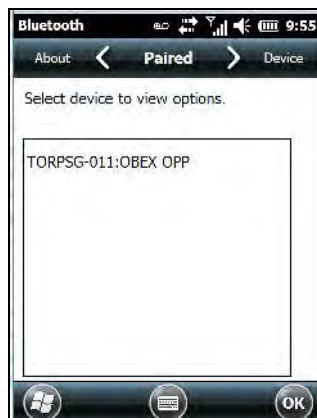 Bluetooth 9:55
About Paired Device
Select device to view options.
TORPSG-011:OBEX OPP
OK